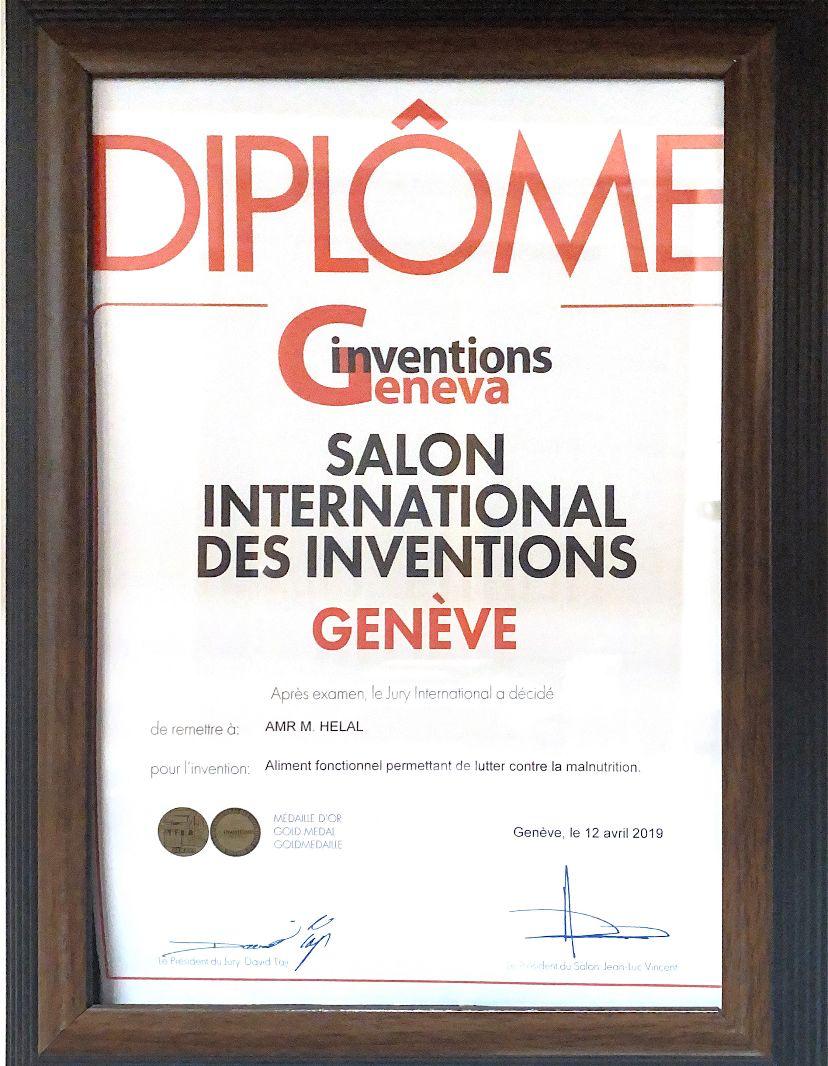 DIPLÔME
inventions
Geneva
SALON
INTERNATIONAL
DES INVENTIONS
GENÈVE
Après examen, le Jury International a décidé
de remettre à: AMR M. HELAL
pour l'invention: Aliment fonctionnel permettant de lutter contre la malnutrition.
MÉDAILLE D'OR
GOLD MEDAL
GOLDMEDAILLE
Genève, le 12 avril 2019
Le Président du Jury: David Tay
Le Président du Salon: Jean-Luc Vincent